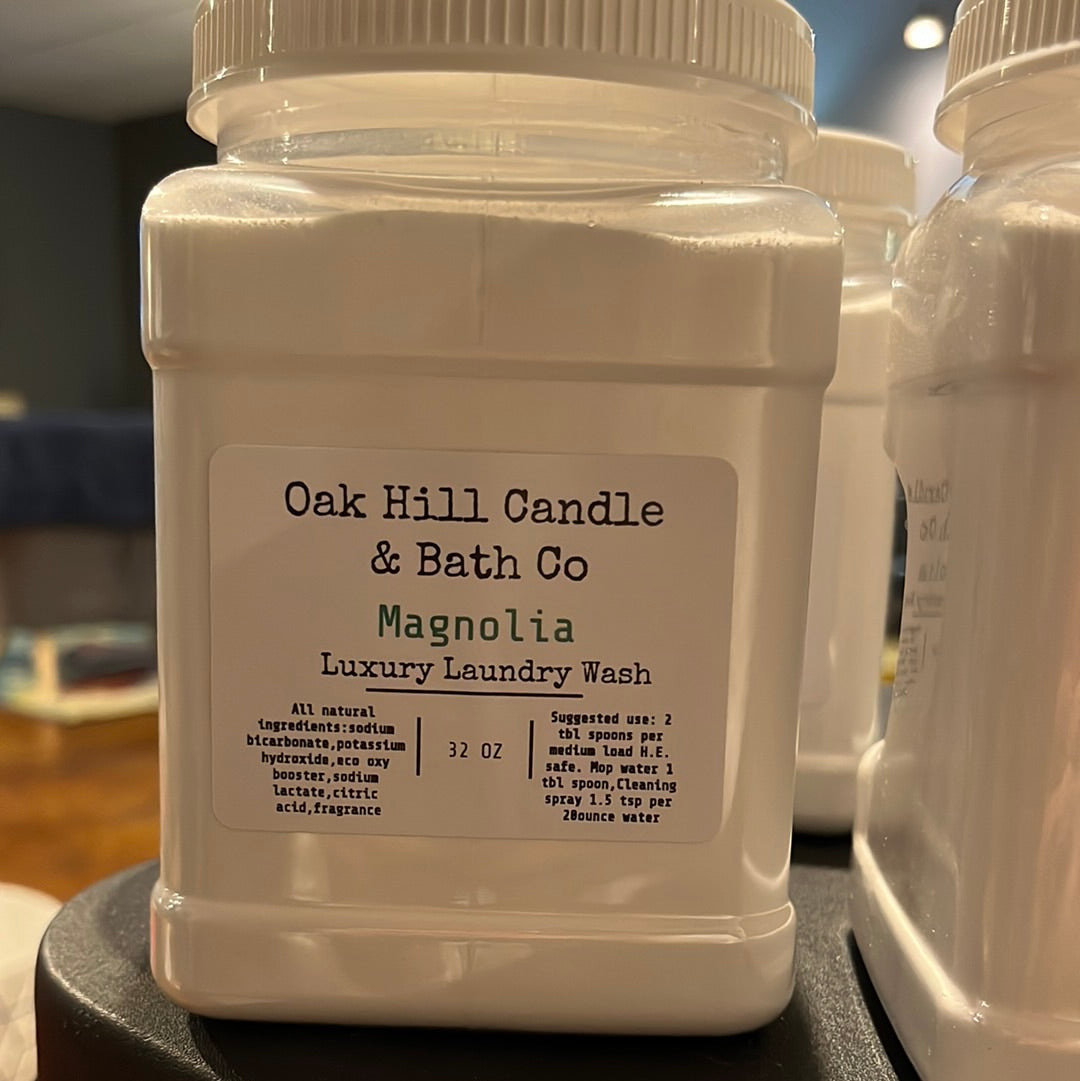 Oak Hill Candle
& Bath Co
Magnolia
Luxury Laundry Wash
All natural
ingredients:sodium
bicarbonate,potassium
hydroxide,eco oxy
booster,sodium
lactate,citric
acid,fragrance
32 OZ
Suggested use: 2
tbl spoons per
medium load H.E.
safe. Mop water 1
tbl spoon,Cleaning
spray 1.5 tsp per
28ounce water